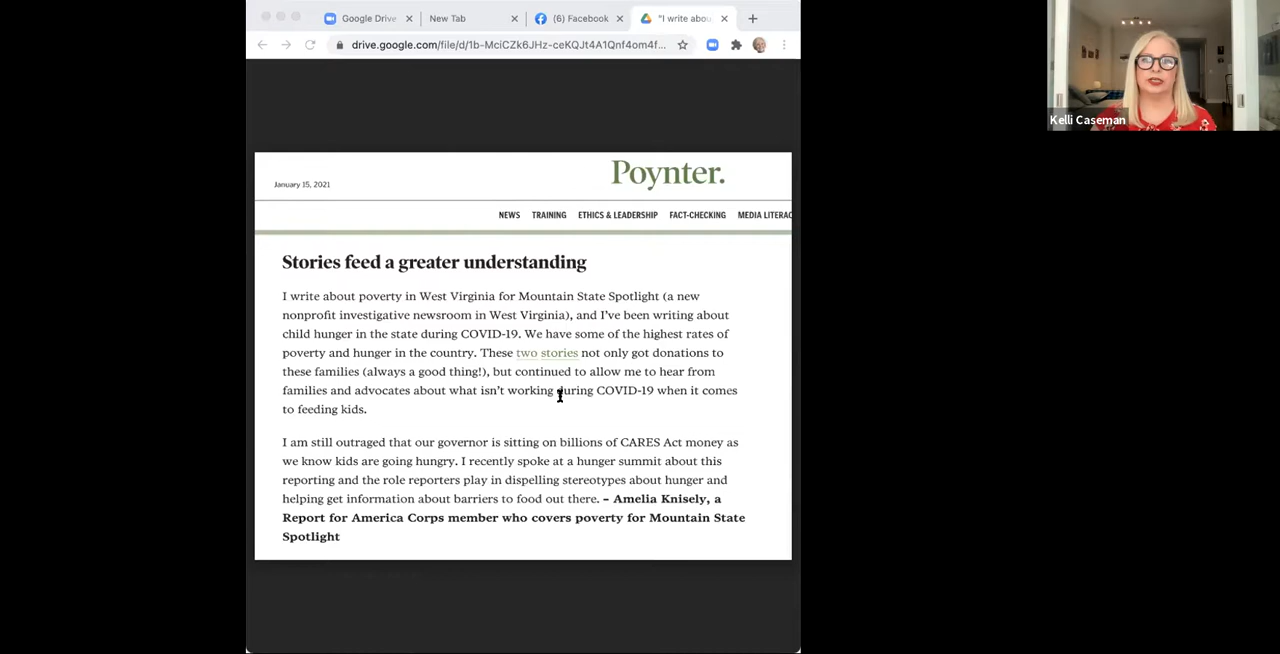 Google Drive
New Tab
(6) Facebook
"I write abou
drive.google.com/file/d/1b-MciCZk6JHz-ceKQJt4A1Qnf4om4f...
Kelli Caseman
Poynter.
January 15, 2021
NEWS TRAINING ETHICS & LEADERSHIP FACT-CHECKING MEDIA LITERAC
Stories feed a greater understanding
I write about poverty in West Virginia for Mountain State Spotlight (a new
nonprofit investigative newsroom in West Virginia), and I've been writing about
child hunger in the state during COVID-19. We have some of the highest rates of
poverty and hunger in the country. These two stories not only got donations to
these families (always a good thing!), but continued to allow me to hear from
families and advocates about what isn't working during COVID-19 when it comes
to feeding kids.
I am still outraged that our governor is sitting on billions of CARES Act money as
we know kids are going hungry. I recently spoke at a hunger summit about this
reporting and the role reporters play in dispelling stereotypes about hunger and
helping get information about barriers to food out there. – Amelia Knisely, a
Report for America Corps member who covers poverty for Mountain State
Spotlight